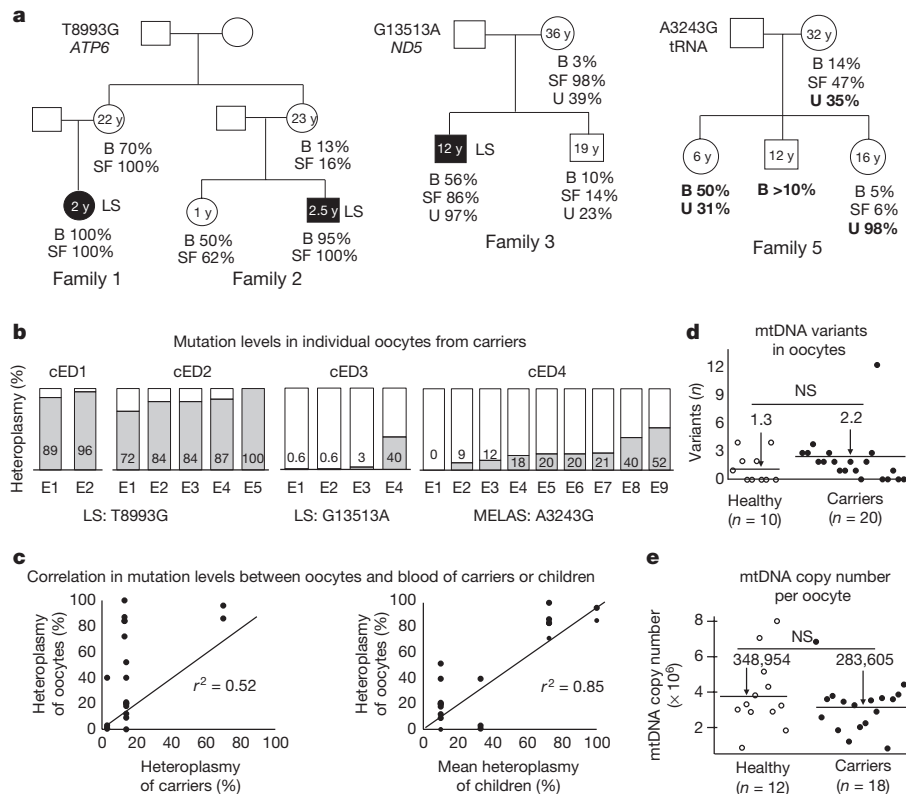 a
T8993G
ATP6
22 y
B 70%
SF 100%
23 y
B 13%
SF 16%
2 y
LS
B 100%
SF 100%
1 y
B 50%
SF 62%
2.5 y
LS
B 95%
SF 100%
Family 1
Family 2
G13513A
ND5
36 y
B 3%
SF 98%
U 39%
12 y
LS
B 56%
SF 86%
U 97%
19 y
B 10%
SF 14%
U 23%
Family 3
A3243G
tRNA
32 y
B 14%
SF 47%
U 35%
6 y
B 50%
U 31%
12 y
B >10%
16 y
B 5%
SF 6%
U 98%
Family 5
b
Mutation levels in individual oocytes from carriers
Heteroplasmy (%)
cED1 cED2 cED3 cED4
89 96 72 84 84 87 100 0.6 0.6 3 40 0 9 12 18 20 20 21 40 52
E1 E2 E1 E2 E3 E4 E5 E1 E2 E3 E4 E1 E2 E3 E4 E5 E6 E7 E8 E9
LS: T8993G LS: G13513A MELAS: A3243G
c
Correlation in mutation levels between oocytes and blood of carriers or children
Heteroplasmy
of oocytes (%)
100
80
60
40
20
0
r² = 0.52
0 20 40 60 80 100
Heteroplasmy
of carriers (%)
Heteroplasmy
of oocytes (%)
100
80
60
40
20
0
r² = 0.85
0 20 40 60 80 100
Mean heteroplasmy
of children (%)
d
mtDNA variants
in oocytes
Variants (n)
12
9
6
3
0
NS
1.3
2.2
Healthy
(n = 10)
Carriers
(n = 20)
e
mtDNA copy number
per oocyte
mtDNA copy number
(× 10⁶)
8
6
4
2
NS
348,954
283,605
Healthy
(n = 12)
Carriers
(n = 18)